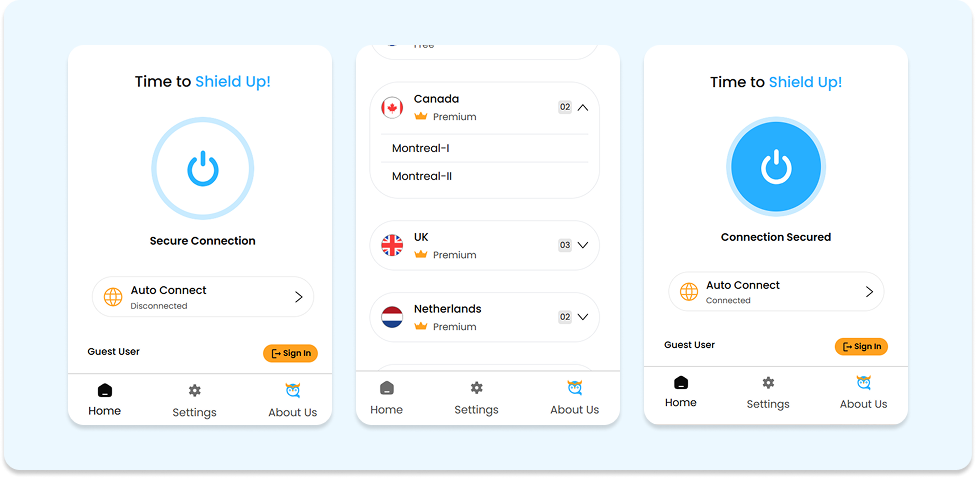 Time to Shield Up!
Secure Connection
Auto Connect
Disconnected
Guest User
Sign In
Home
Settings
About Us
Free
Canada
Premium
02
Montreal-I
Montreal-II
UK
Premium
03
Netherlands
Premium
02
Home
Settings
About Us
Time to Shield Up!
Connection Secured
Auto Connect
Connected
Guest User
Sign In
Home
Settings
About Us